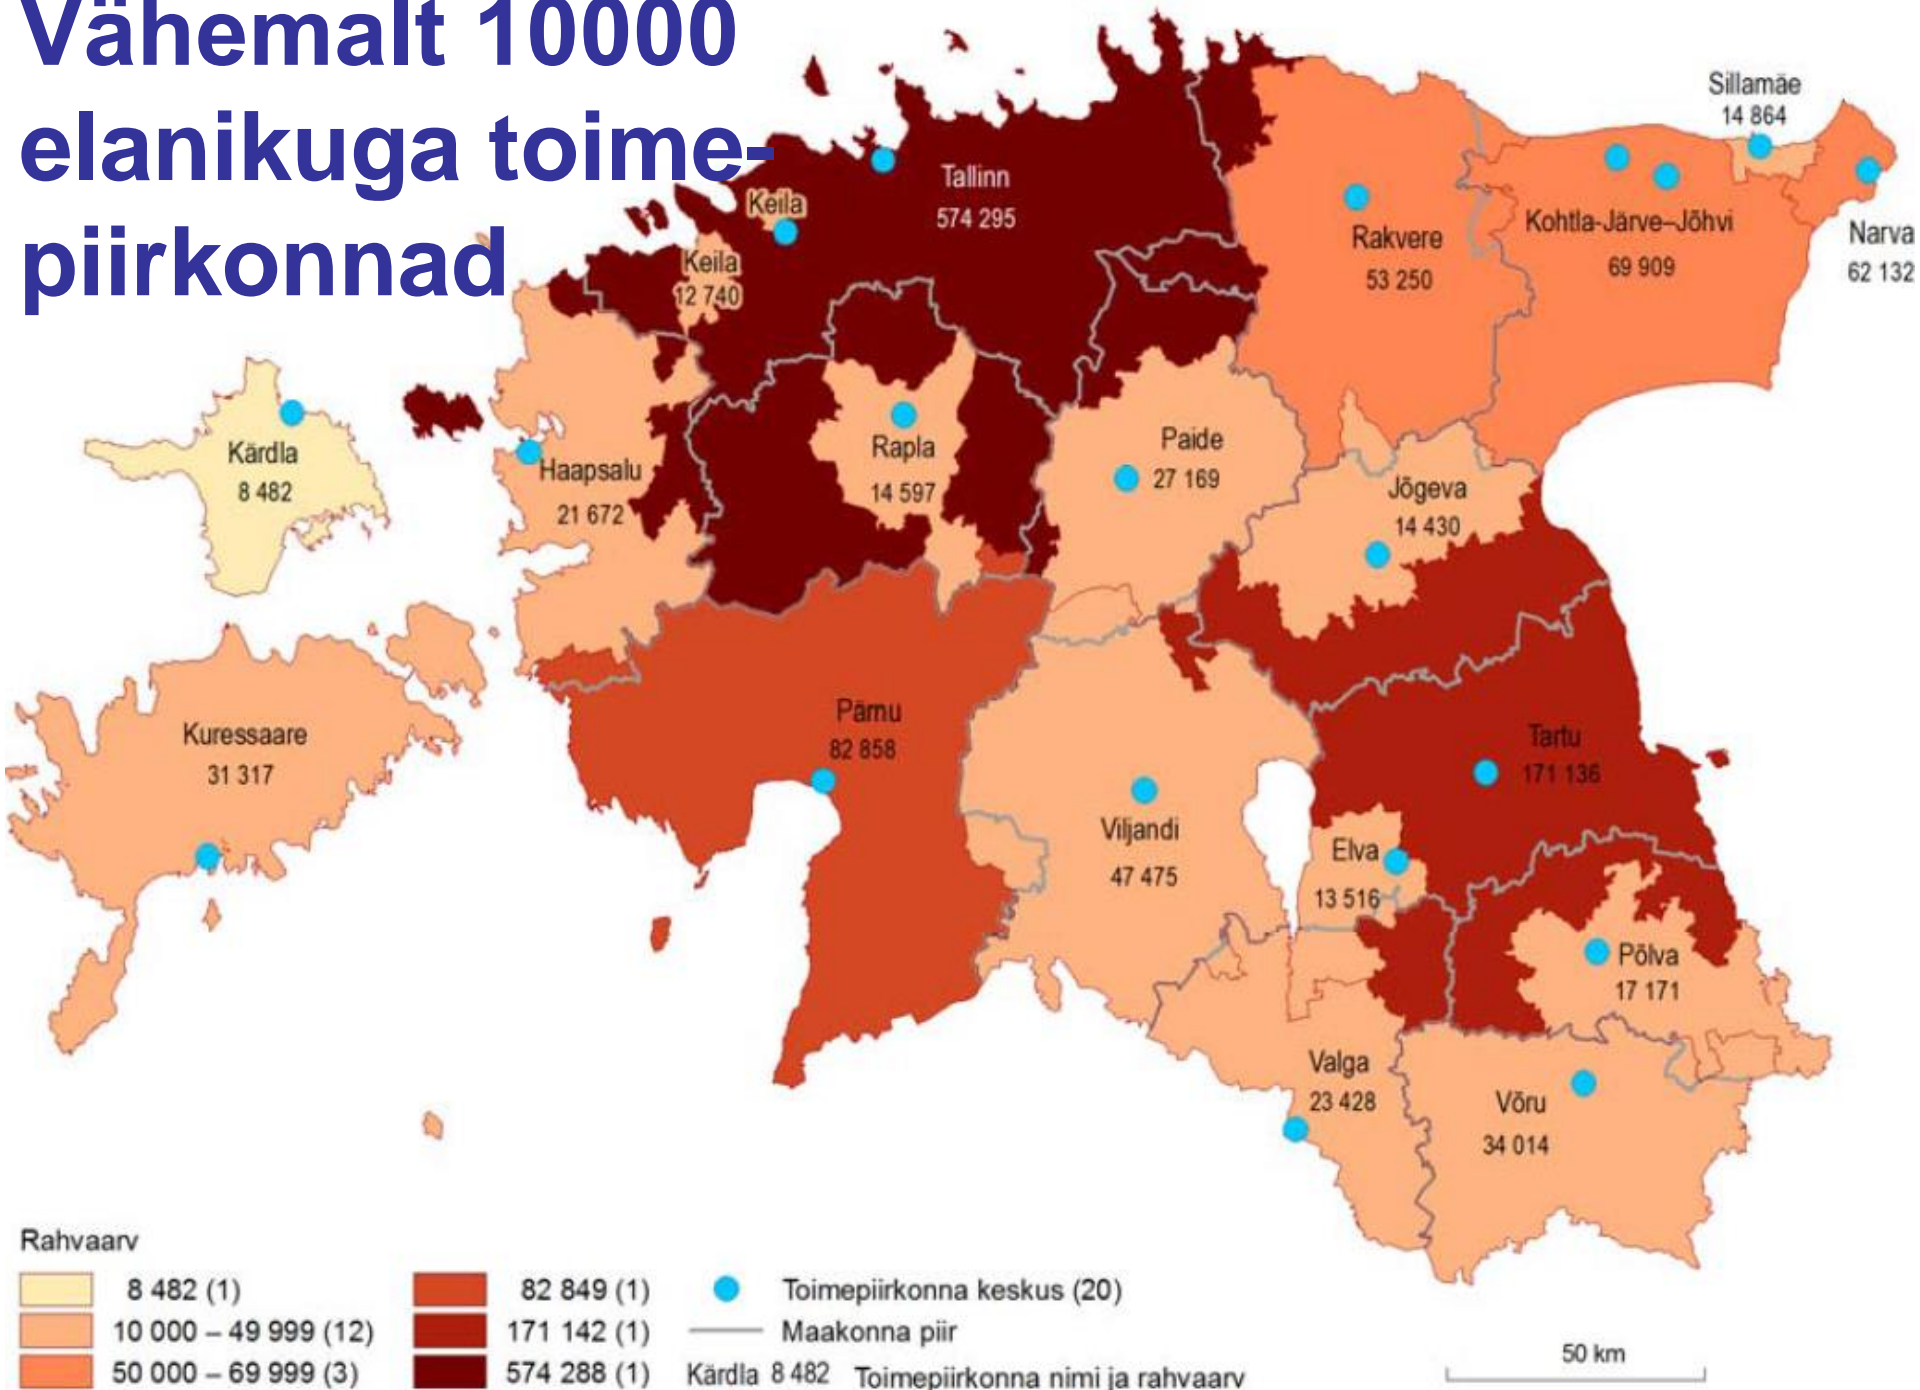 Vähemalt 10000
elanikuga toime-
piirkonnad
Sillamäe
14 864
Tallinn
574 295
Keila
Keila
12 740
Rakvere
53 250
Kohtla-Järve–Jõhvi
69 909
Narva
62 132
Kärdla
8 482
Haapsalu
21 672
Rapla
14 597
Paide
27 169
Jõgeva
14 430
Kuressaare
31 317
Pärnu
82 858
Viljandi
47 475
Tartu
171 136
Elva
13 516
Põlva
17 171
Valga
23 428
Võru
34 014
Rahvaarv
8 482 (1)
10 000 – 49 999 (12)
50 000 – 69 999 (3)
82 849 (1)
171 142 (1)
574 288 (1)
Toimepiirkonna keskus (20)
Maakonna piir
Kärdla 8 482 Toimepiirkonna nimi ja rahvaarv
50 km